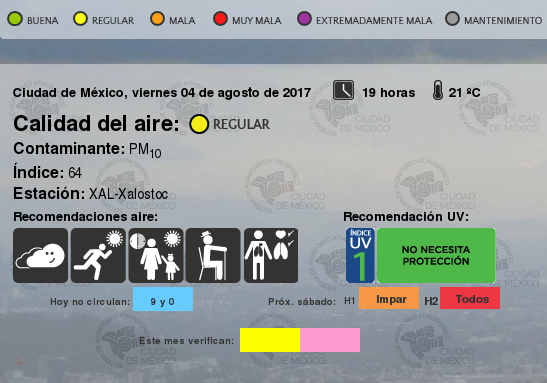 BUENA REGULAR MALA MUY MALA EXTREMADAMENTE MALA MANTENIMIENTO
Ciudad de México, viernes 04 de agosto de 2017 19 horas 21 ºC
Calidad del aire: REGULAR
Contaminante: PM10
Índice: 64
Estación: XAL-Xalostoc
Recomendaciones aire: Recomendación UV:
ÍNDICE UV 1 NO NECESITA
PROTECCIÓN
Hoy no circulan: 9 y 0 Próx. sábado: H1 Impar H2 Todos
Este mes verifican:
CIUDAD
DE MÉXICO